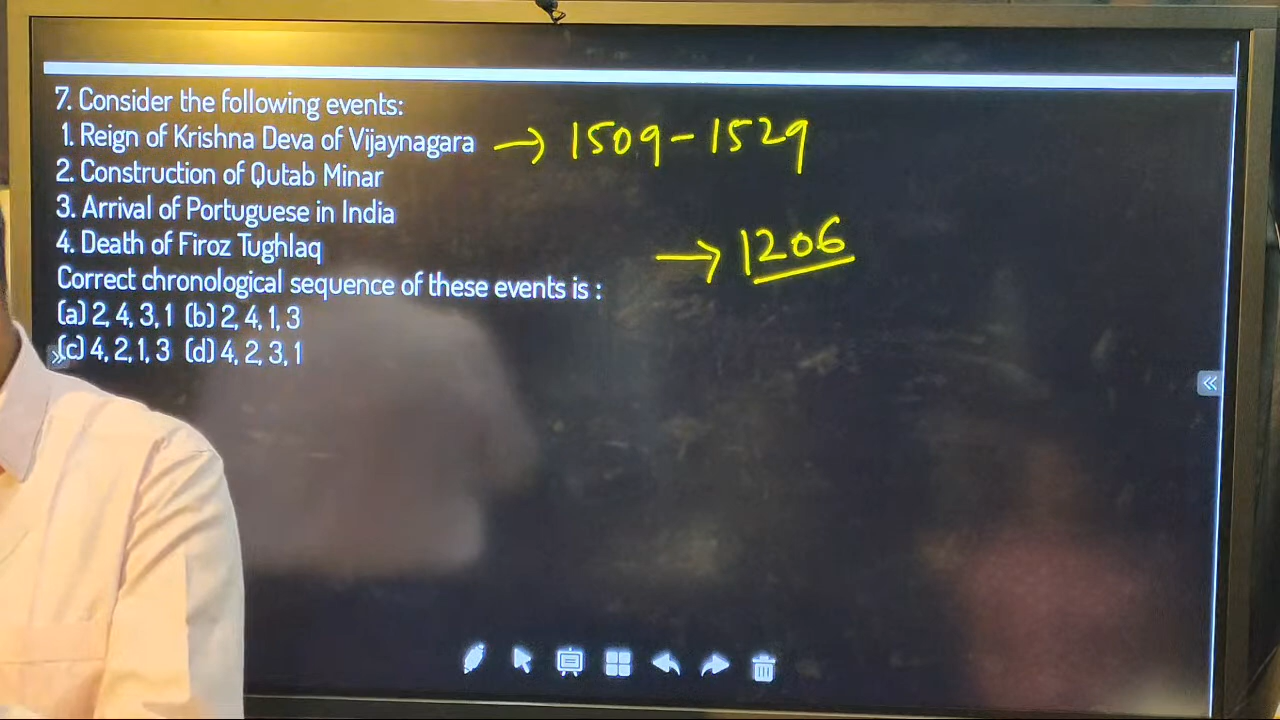 7. Consider the following events:
1. Reign of Krishna Deva of Vijaynagara → 1509-1529
2. Construction of Qutab Minar
3. Arrival of Portuguese in India
4. Death of Firoz Tughlaq → 1206
Correct chronological sequence of these events is :
(a) 2, 4, 3, 1 (b) 2, 4, 1, 3
(c) 4, 2, 1, 3 (d) 4, 2, 3, 1